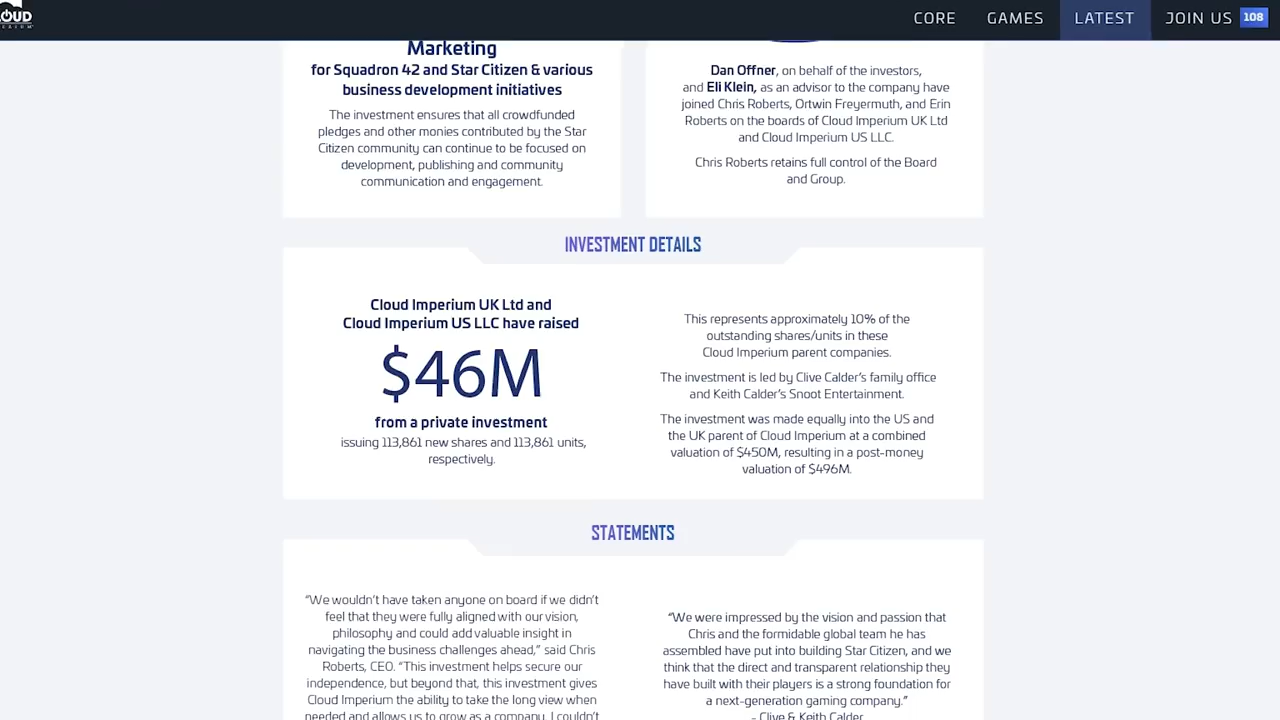 CORE GAMES LATEST JOIN US 108
Marketing
for Squadron 42 and Star Citizen & various
business development initiatives
The investment ensures that all crowdfunded
pledges and other monies contributed by the Star
Citizen community can continue to be focused on
development, publishing and community
communication and engagement.
Dan Offner, on behalf of the investors,
and Eli Klein, as an advisor to the company have
joined Chris Roberts, Ortwin Freyermuth, and Erin
Roberts on the boards of Cloud Imperium UK Ltd
and Cloud Imperium US LLC.
Chris Roberts retains full control of the Board
and Group.
INVESTMENT DETAILS
Cloud Imperium UK Ltd and
Cloud Imperium US LLC have raised
$46M
from a private investment
issuing 113,861 new shares and 113,861 units,
respectively.
This represents approximately 10% of the
outstanding shares/units in these
Cloud Imperium parent companies.
The investment is led by Clive Calder's family office
and Keith Calder's Snoot Entertainment.
The investment was made equally into the US and
the UK parent of Cloud Imperium at a combined
valuation of $450M, resulting in a post-money
valuation of $496M.
STATEMENTS
“We wouldn't have taken anyone on board if we didn't
feel that they were fully aligned with our vision,
philosophy and could add valuable insight in
navigating the business challenges ahead,” said Chris
Roberts, CEO. “This investment helps secure our
independence, but beyond that, this investment gives
Cloud Imperium the ability to take the long view when
needed and allows us to grow as a company. I couldn't
“We were impressed by the vision and passion that
Chris and the formidable global team he has
assembled have put into building Star Citizen, and we
think that the direct and transparent relationship they
have built with their players is a strong foundation for
a next-generation gaming company.”
- Clive & Keith Calder